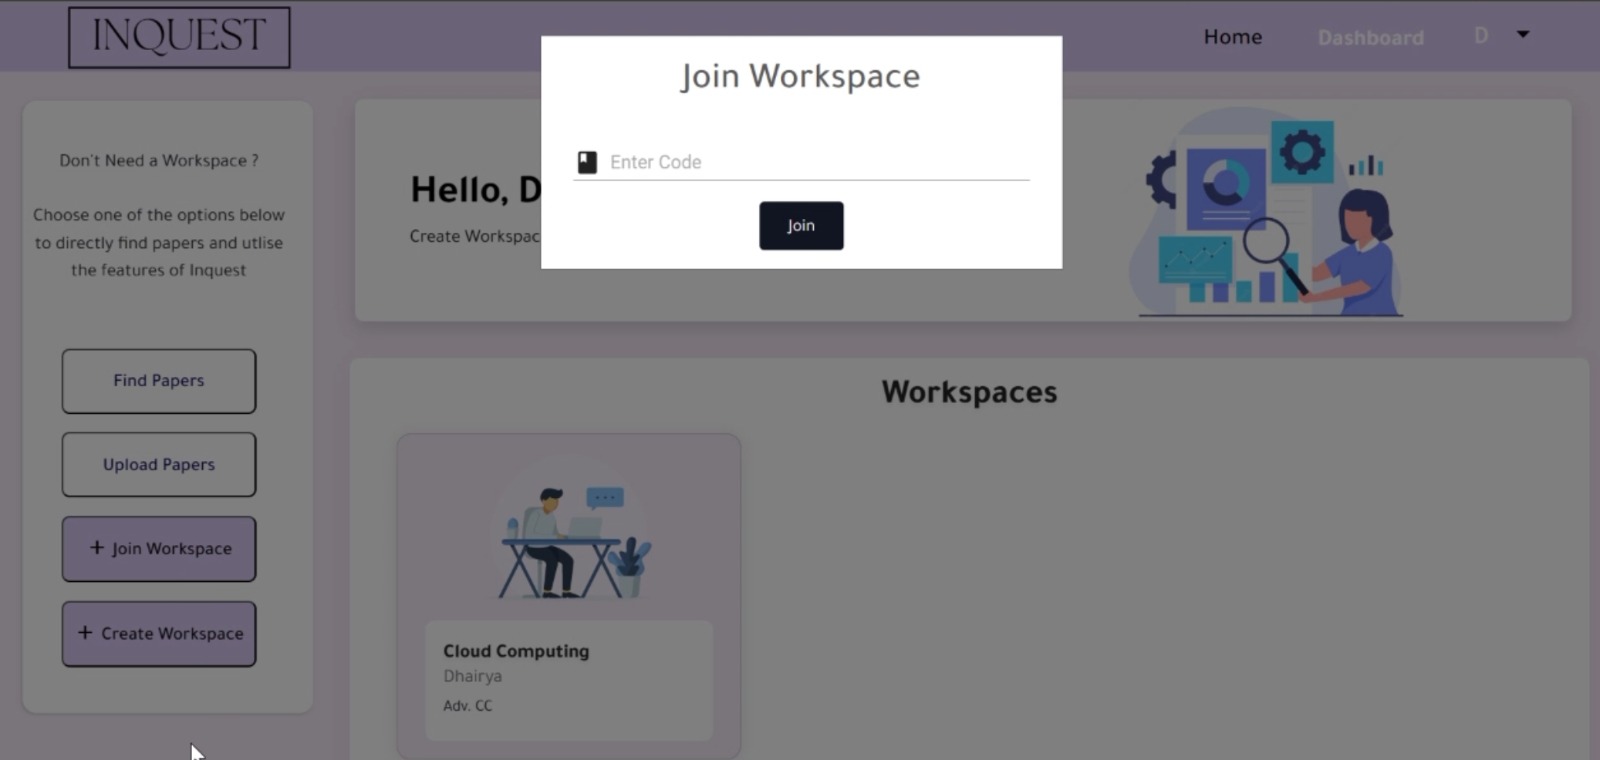 INQUEST
Home
Dashboard
D
Join Workspace
Enter Code
Join
Don't Need a Workspace ?
Choose one of the options below
to directly find papers and utlise
the features of Inquest
Find Papers
Upload Papers
+ Join Workspace
+ Create Workspace
Hello, D
Create
Workspaces
Cloud Computing
Dhairya
Adv. CC